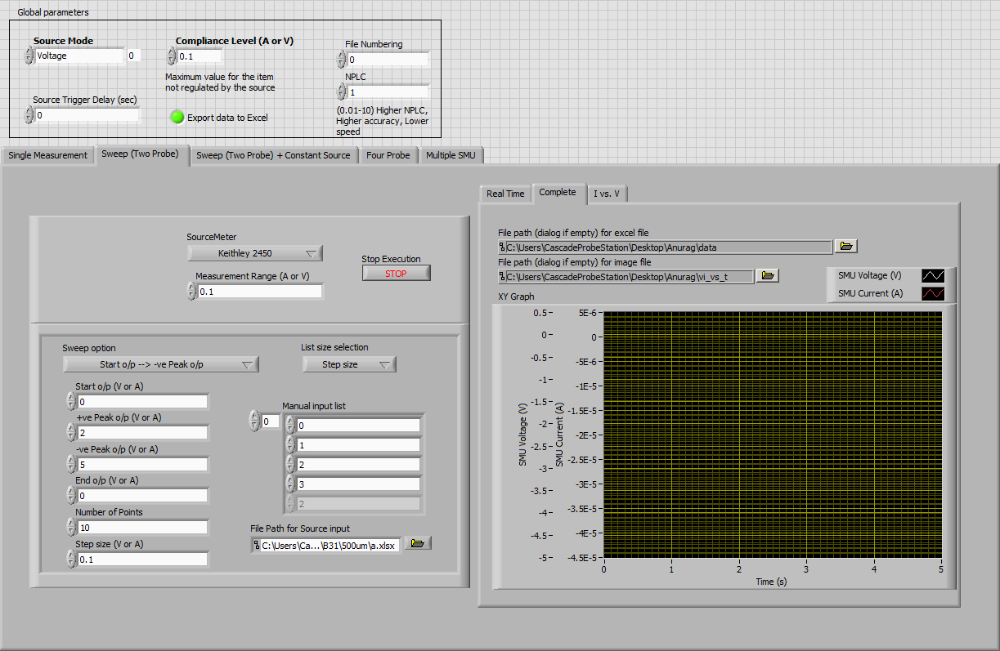 Global parameters
Source Mode
Voltage
0
Compliance Level (A or V)
0.1
Maximum value for the item
not regulated by the source
File Numbering
0
NPLC
1
(0.01-10) Higher NPLC,
Higher accuracy, Lower
speed
Source Trigger Delay (sec)
0
Export data to Excel
Single Measurement
Sweep (Two Probe)
Sweep (Two Probe) + Constant Source
Four Probe
Multiple SMU
SourceMeter
Keithley 2450
Measurement Range (A or V)
0.1
Stop Execution
STOP
Sweep option
Start o/p --> -ve Peak o/p
List size selection
Step size
Start o/p (V or A)
0
+ve Peak o/p (V or A)
2
-ve Peak o/p (V or A)
5
End o/p (V or A)
0
Number of Points
10
Step size (V or A)
0.1
Manual input list
0
0
1
2
3
2
File Path for Source input
C:\Users\Ca...\B31\500um\a.xlsx
Real Time
Complete
I vs. V
File path (dialog if empty) for excel file
C:\Users\CascadeProbeStation\Desktop\Anurag\data
File path (dialog if empty) for image file
C:\Users\CascadeProbeStation\Desktop\Anurag\vi_vs_t
SMU Voltage (V)
SMU Current (A)
XY Graph
SMU Voltage (V)
0.5
0
-0.5
-1
-1.5
-2
-2.5
-3
-3.5
-4
-4.5
-5
SMU Current (A)
5E-6
0
-5E-6
-1E-5
-1.5E-5
-2E-5
-2.5E-5
-3E-5
-3.5E-5
-4E-5
-4.5E-5
0
1
2
3
4
5
Time (s)